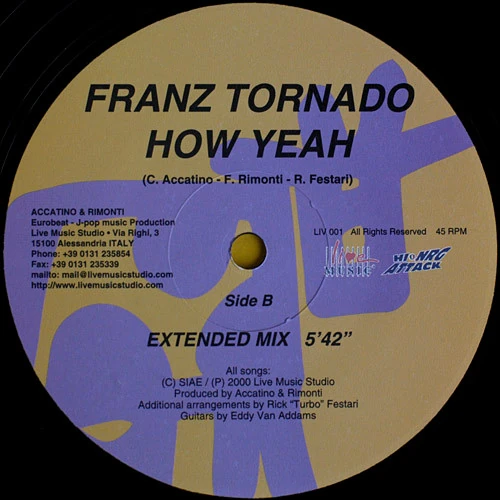 FRANZ TORNADO
HOW YEAH
(C. Accatino - F. Rimonti - R. Festari)
ACCATINO & RIMONTI
Eurobeat - J-pop music Production
Live Music Studio • Via Righi, 3
15100 Alessandria ITALY
Phone: +39 0131 235854
Fax: +39 0131 235339
mailto: mail@livemusicstudio.com
http://www.livemusicstudio.com
LIV 001 All Rights Reserved 45 RPM
LIVE MUSIC
HI-NRG ATTACK
Side B
EXTENDED MIX 5'42"
All songs:
(C) SIAE / (P) 2000 Live Music Studio
Produced by Accatino & Rimonti
Additional arrangements by Rick "Turbo" Festari
Guitars by Eddy Van Addams